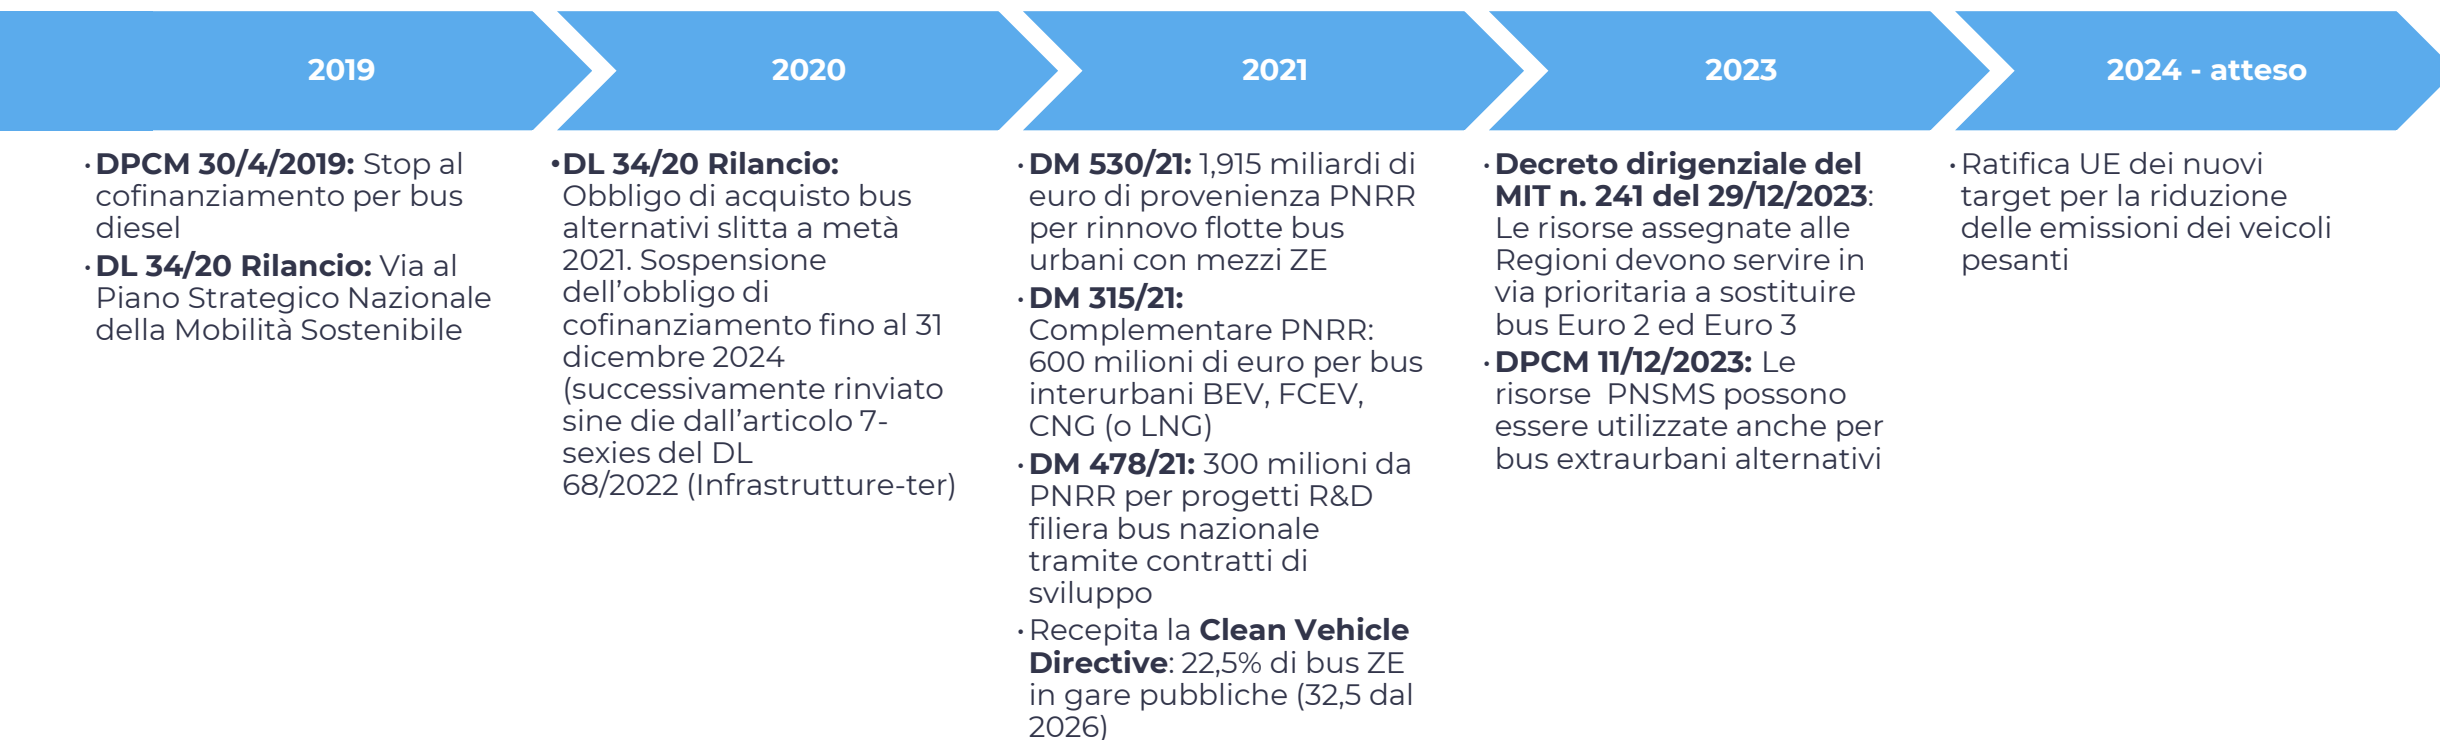 2019
2020
2021
2023
2024 - atteso
· DPCM 30/4/2019: Stop al
cofinanziamento per bus
diesel
· DL 34/20 Rilancio: Via al
Piano Strategico Nazionale
della Mobilità Sostenibile
• DL 34/20 Rilancio:
Obbligo di acquisto bus
alternativi slitta a metà
2021. Sospensione
dell’obbligo di
cofinanziamento fino al 31
dicembre 2024
(successivamente rinviato
sine die dall’articolo 7-
sexies del DL
68/2022 (Infrastrutture-ter)
· DM 530/21: 1,915 miliardi di
euro di provenienza PNRR
per rinnovo flotte bus
urbani con mezzi ZE
· DM 315/21:
Complementare PNRR:
600 milioni di euro per bus
interurbani BEV, FCEV,
CNG (o LNG)
· DM 478/21: 300 milioni da
PNRR per progetti R&D
filiera bus nazionale
tramite contratti di
sviluppo
· Recepita la Clean Vehicle
Directive: 22,5% di bus ZE
in gare pubbliche (32,5 dal
2026)
· Decreto dirigenziale del
MIT n. 241 del 29/12/2023:
Le risorse assegnate alle
Regioni devono servire in
via prioritaria a sostituire
bus Euro 2 ed Euro 3
· DPCM 11/12/2023: Le
risorse  PNSMS possono
essere utilizzate anche per
bus extraurbani alternativi
· Ratifica UE dei nuovi
target per la riduzione
delle emissioni dei veicoli
pesanti